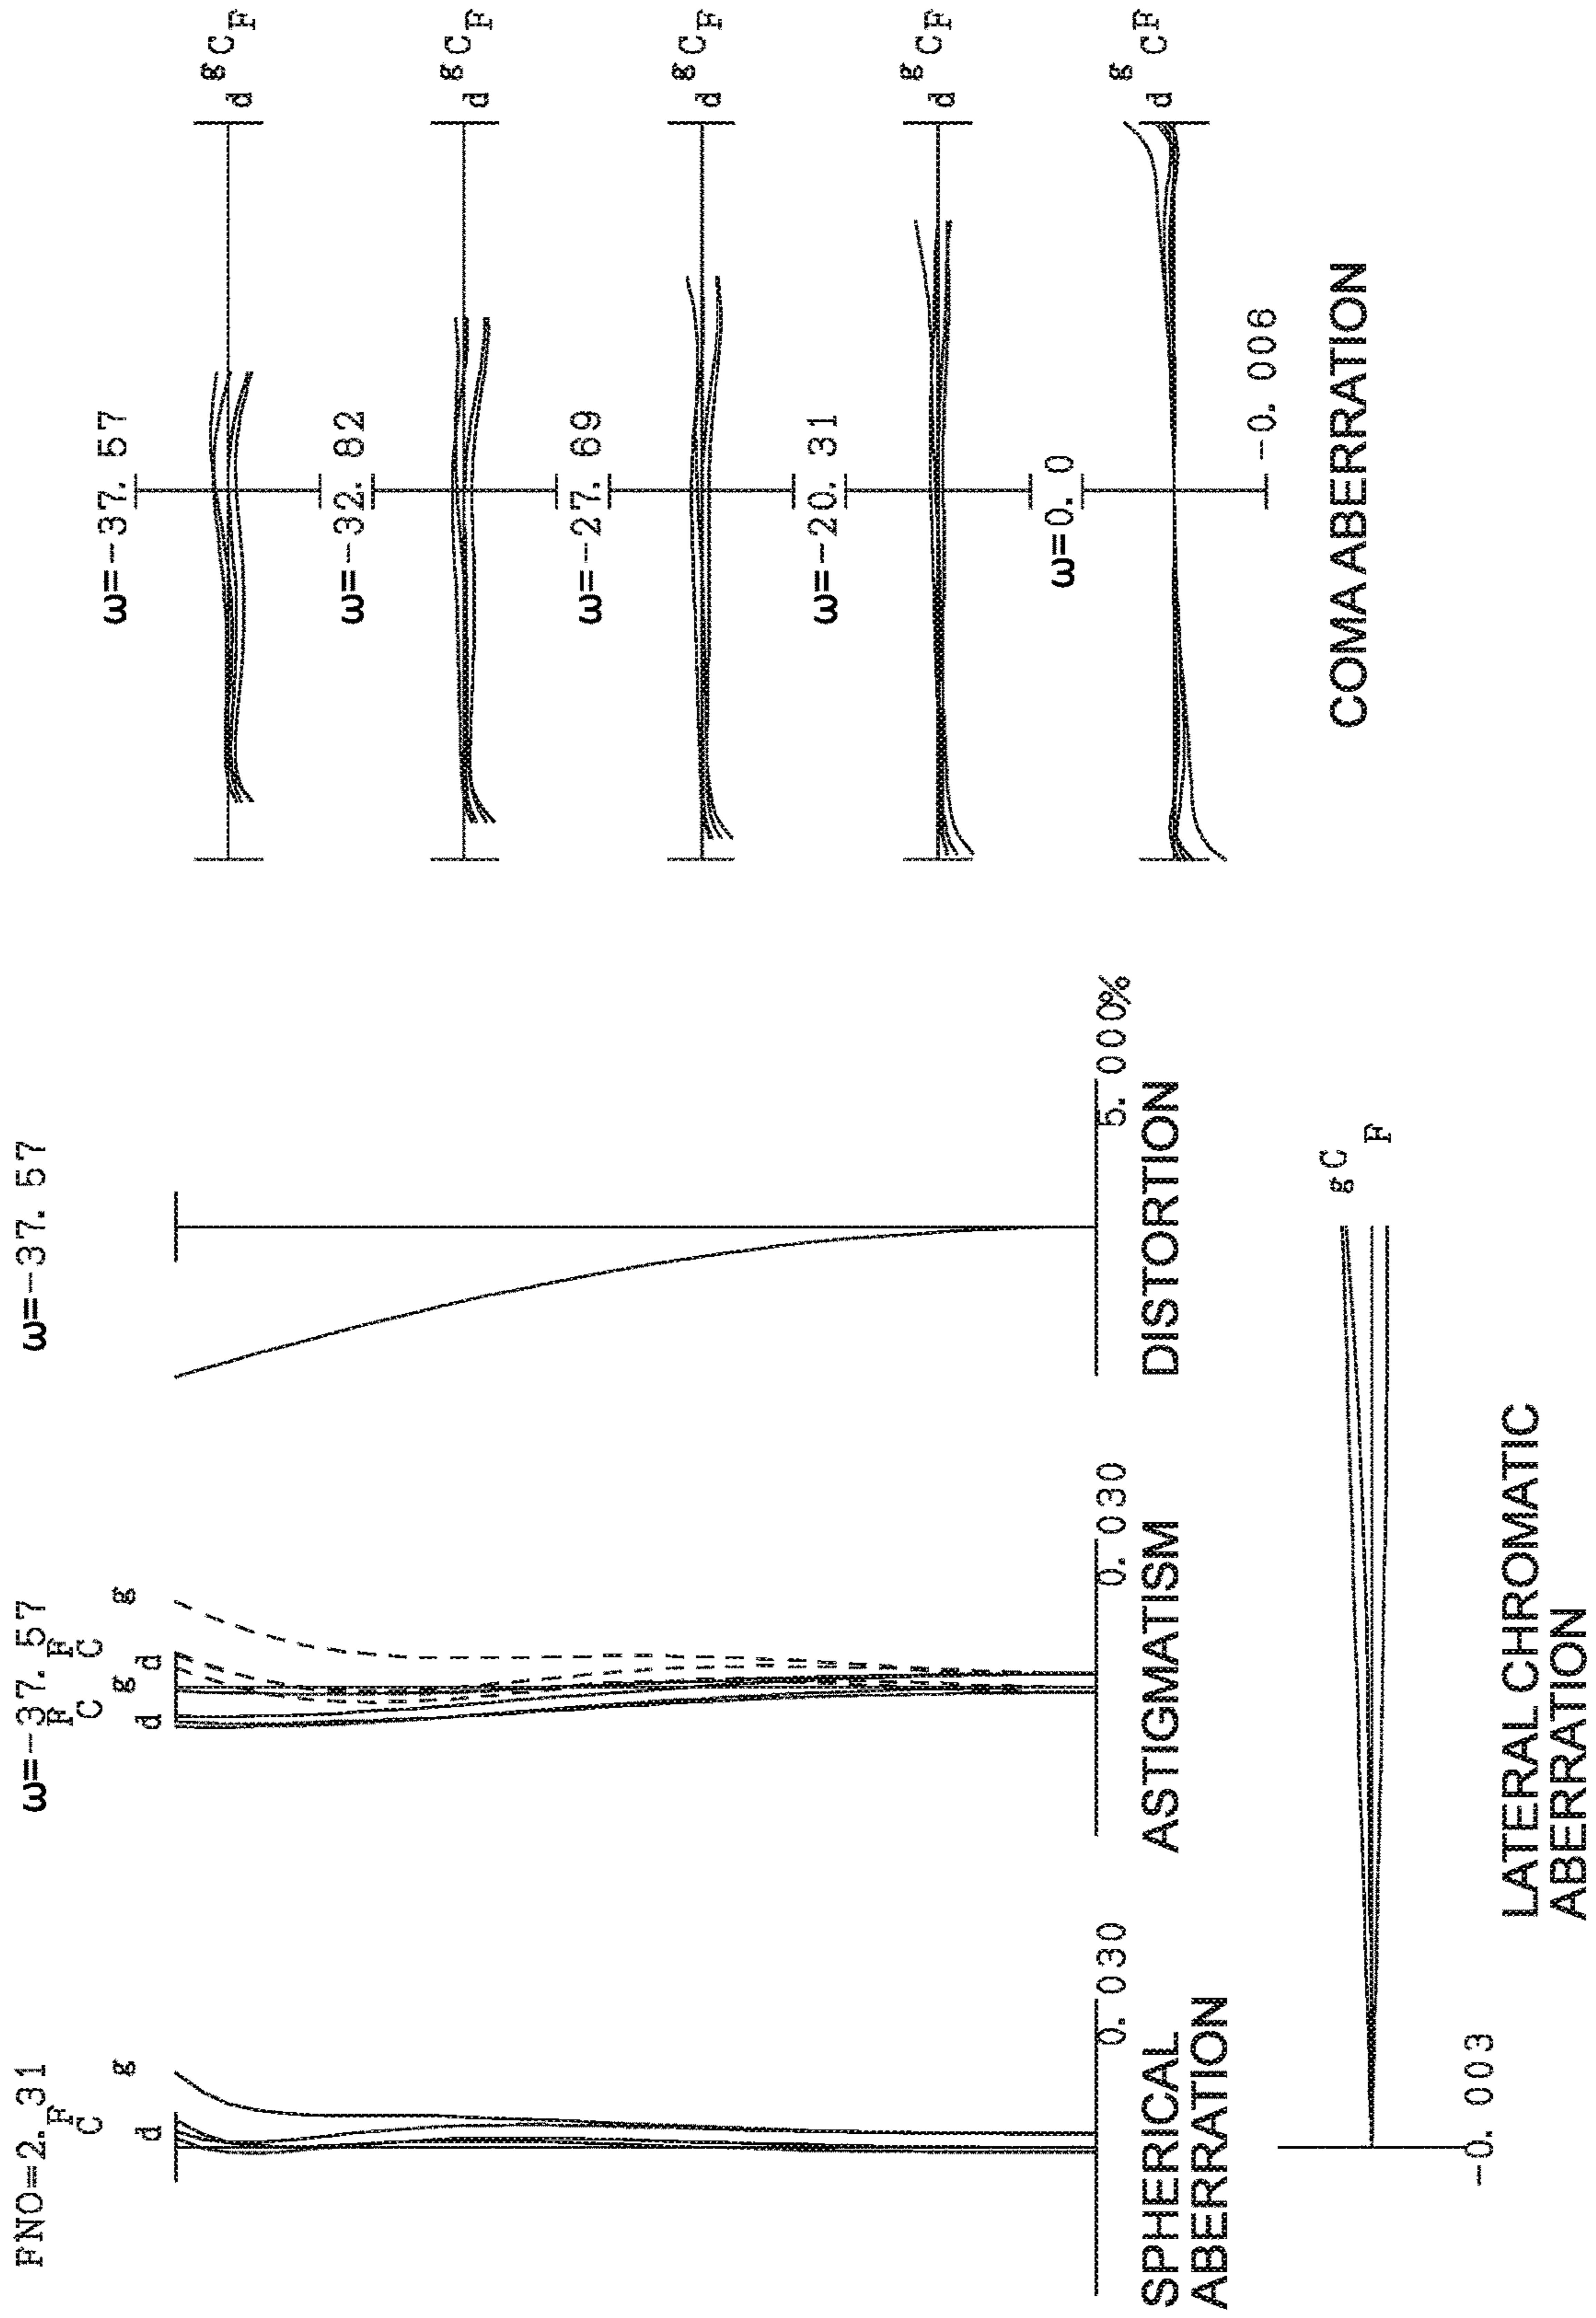 FNO=2. 31
F
C
d
g
0. 030
SPHERICAL
ABERRATION
ω=-37. 57
F
C
d
g
F
C
d
g
0. 030
ASTIGMATISM
ω=-37. 57
5. 000%
DISTORTION
g C
F
-0. 003
LATERAL CHROMATIC
ABERRATION
ω=-37. 57
d g C F
ω=-32. 82
d g C F
ω=-27. 69
d g C F
ω=-20. 31
d g C F
ω=0. 0
d g C F
-0. 006
COMA ABERRATION